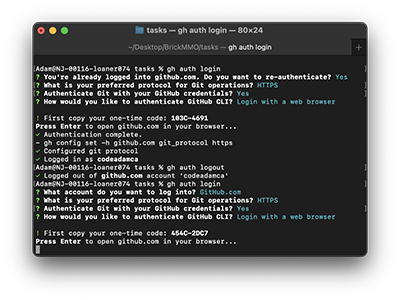 tasks — gh auth login — 80×24
~/Desktop/BrickMMO/tasks — gh auth login
+
[Adam@NJ-00116-loaner074 tasks % gh auth login ]
? You're already logged into github.com. Do you want to re-authenticate? Yes
? What is your preferred protocol for Git operations? HTTPS
? Authenticate Git with your GitHub credentials? Yes
? How would you like to authenticate GitHub CLI? Login with a web browser
! First copy your one-time code: 103C-4691
Press Enter to open github.com in your browser...
✓ Authentication complete.
- gh config set -h github.com git_protocol https
✓ Configured git protocol
✓ Logged in as codeadamca
[Adam@NJ-00116-loaner074 tasks % gh auth logout ]
✓ Logged out of github.com account 'codeadamca'
[Adam@NJ-00116-loaner074 tasks % gh auth login ]
? What account do you want to log into? GitHub.com
? What is your preferred protocol for Git operations? HTTPS
? Authenticate Git with your GitHub credentials? Yes
? How would you like to authenticate GitHub CLI? Login with a web browser
! First copy your one-time code: 454C-2DC7
Press Enter to open github.com in your browser...